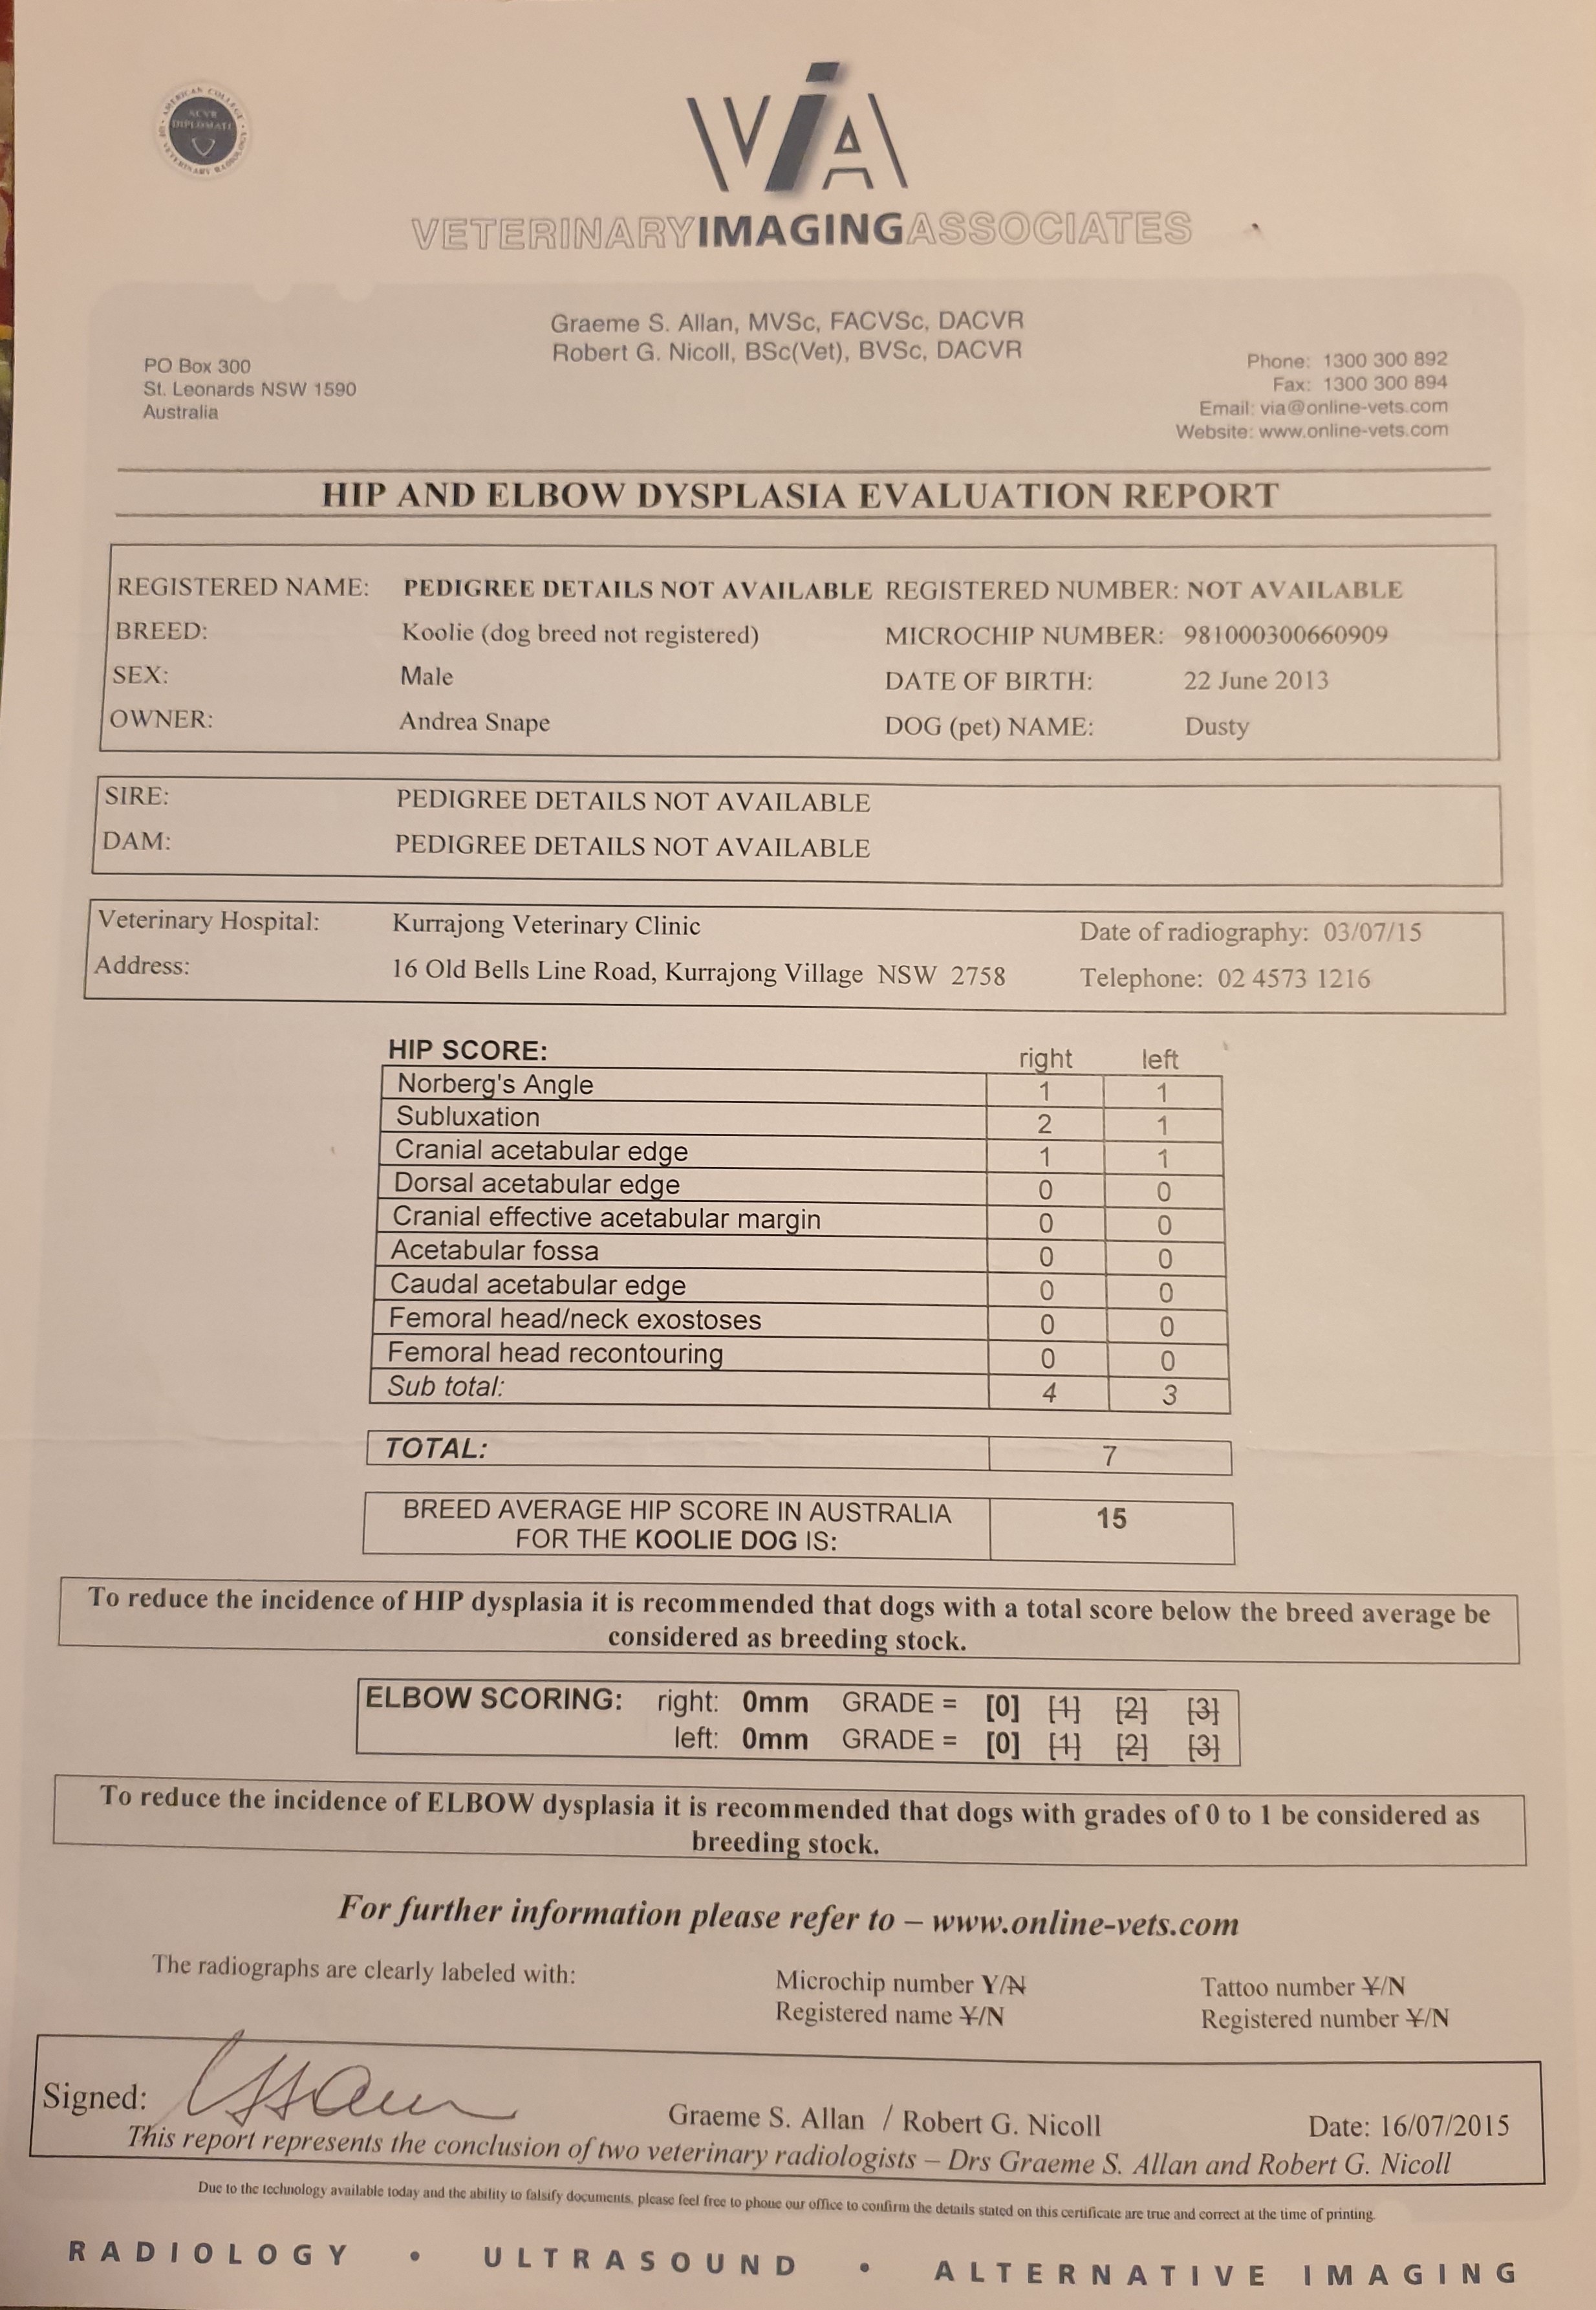 AMERICAN COLLEGE OF VETERINARY RADIOLOGY
ACVR
DIPLOMATE
VIA
VETERINARYIMAGINGASSOCIATES
Graeme S. Allan, MVSc, FACVSc, DACVR
Robert G. Nicoll, BSc(Vet), BVSc, DACVR
PO Box 300
St. Leonards NSW 1590
Australia
Phone: 1300 300 892
Fax: 1300 300 894
Email: via@online-vets.com
Website: www.online-vets.com
HIP AND ELBOW DYSPLASIA EVALUATION REPORT
REGISTERED NAME: PEDIGREE DETAILS NOT AVAILABLE REGISTERED NUMBER: NOT AVAILABLE
BREED: Koolie (dog breed not registered) MICROCHIP NUMBER: 981000300660909
SEX: Male DATE OF BIRTH: 22 June 2013
OWNER: Andrea Snape DOG (pet) NAME: Dusty
SIRE: PEDIGREE DETAILS NOT AVAILABLE
DAM: PEDIGREE DETAILS NOT AVAILABLE
Veterinary Hospital: Kurrajong Veterinary Clinic Date of radiography: 03/07/15
Address: 16 Old Bells Line Road, Kurrajong Village NSW 2758 Telephone: 02 4573 1216
HIP SCORE: right left
Norberg's Angle 1 1
Subluxation 2 1
Cranial acetabular edge 1 1
Dorsal acetabular edge 0 0
Cranial effective acetabular margin 0 0
Acetabular fossa 0 0
Caudal acetabular edge 0 0
Femoral head/neck exostoses 0 0
Femoral head recontouring 0 0
Sub total: 4 3
TOTAL: 7
BREED AVERAGE HIP SCORE IN AUSTRALIA
FOR THE KOOLIE DOG IS: 15
To reduce the incidence of HIP dysplasia it is recommended that dogs with a total score below the breed average be
considered as breeding stock.
ELBOW SCORING: right: 0mm GRADE = [0] [1] [2] [3]
left: 0mm GRADE = [0] [1] [2] [3]
To reduce the incidence of ELBOW dysplasia it is recommended that dogs with grades of 0 to 1 be considered as
breeding stock.
For further information please refer to – www.online-vets.com
The radiographs are clearly labeled with: Microchip number Y/N Tattoo number Y/N
Registered name Y/N Registered number Y/N
Signed: Graeme S. Allan / Robert G. Nicoll Date: 16/07/2015
This report represents the conclusion of two veterinary radiologists – Drs Graeme S. Allan and Robert G. Nicoll
Due to the technology available today and the ability to falsify documents, please feel free to phone our office to confirm the details stated on this certificate are true and correct at the time of printing.
RADIOLOGY • ULTRASOUND • ALTERNATIVE IMAGING